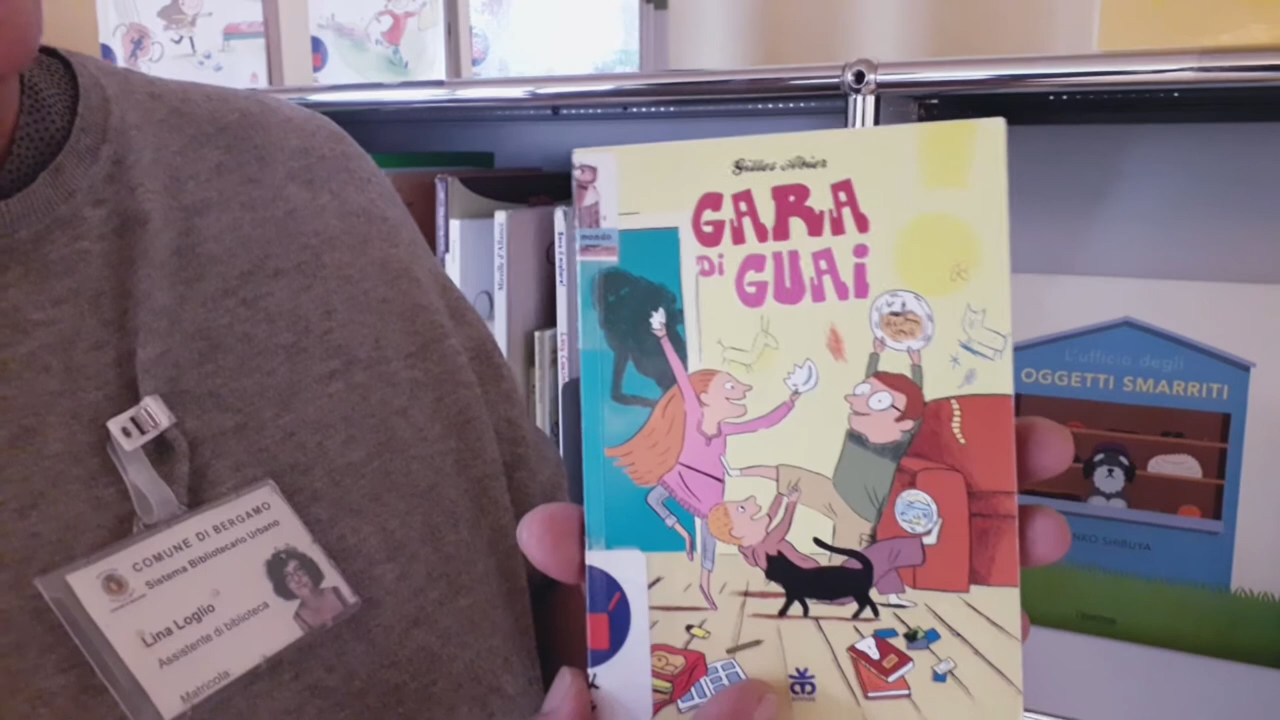 Gilles Abier
GARA
Di GUAi
mondo
COMUNE DI BERGAMO
Sistema Bibliotecario Urbano
Lina Loglio
Assistente di biblioteca
Matricola
L'ufficio degli
OGGETTI SMARRITI